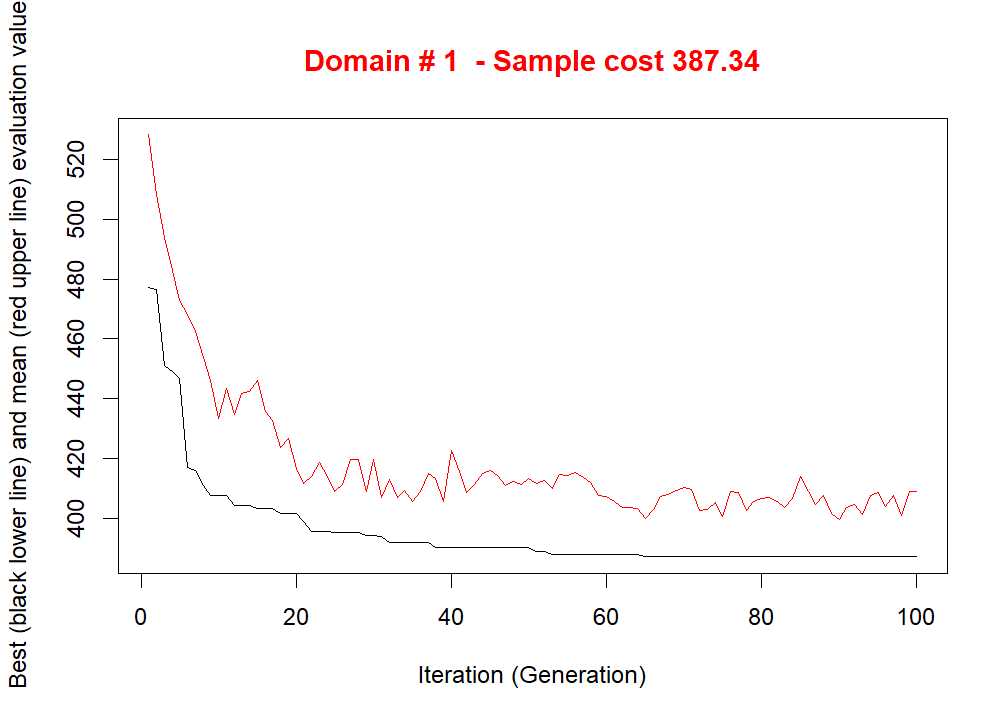 Domain # 1  - Sample cost 387.34
Best (black lower line) and mean (red upper line) evaluation value
520
500
480
460
440
420
400
0 20 40 60 80 100
Iteration (Generation)